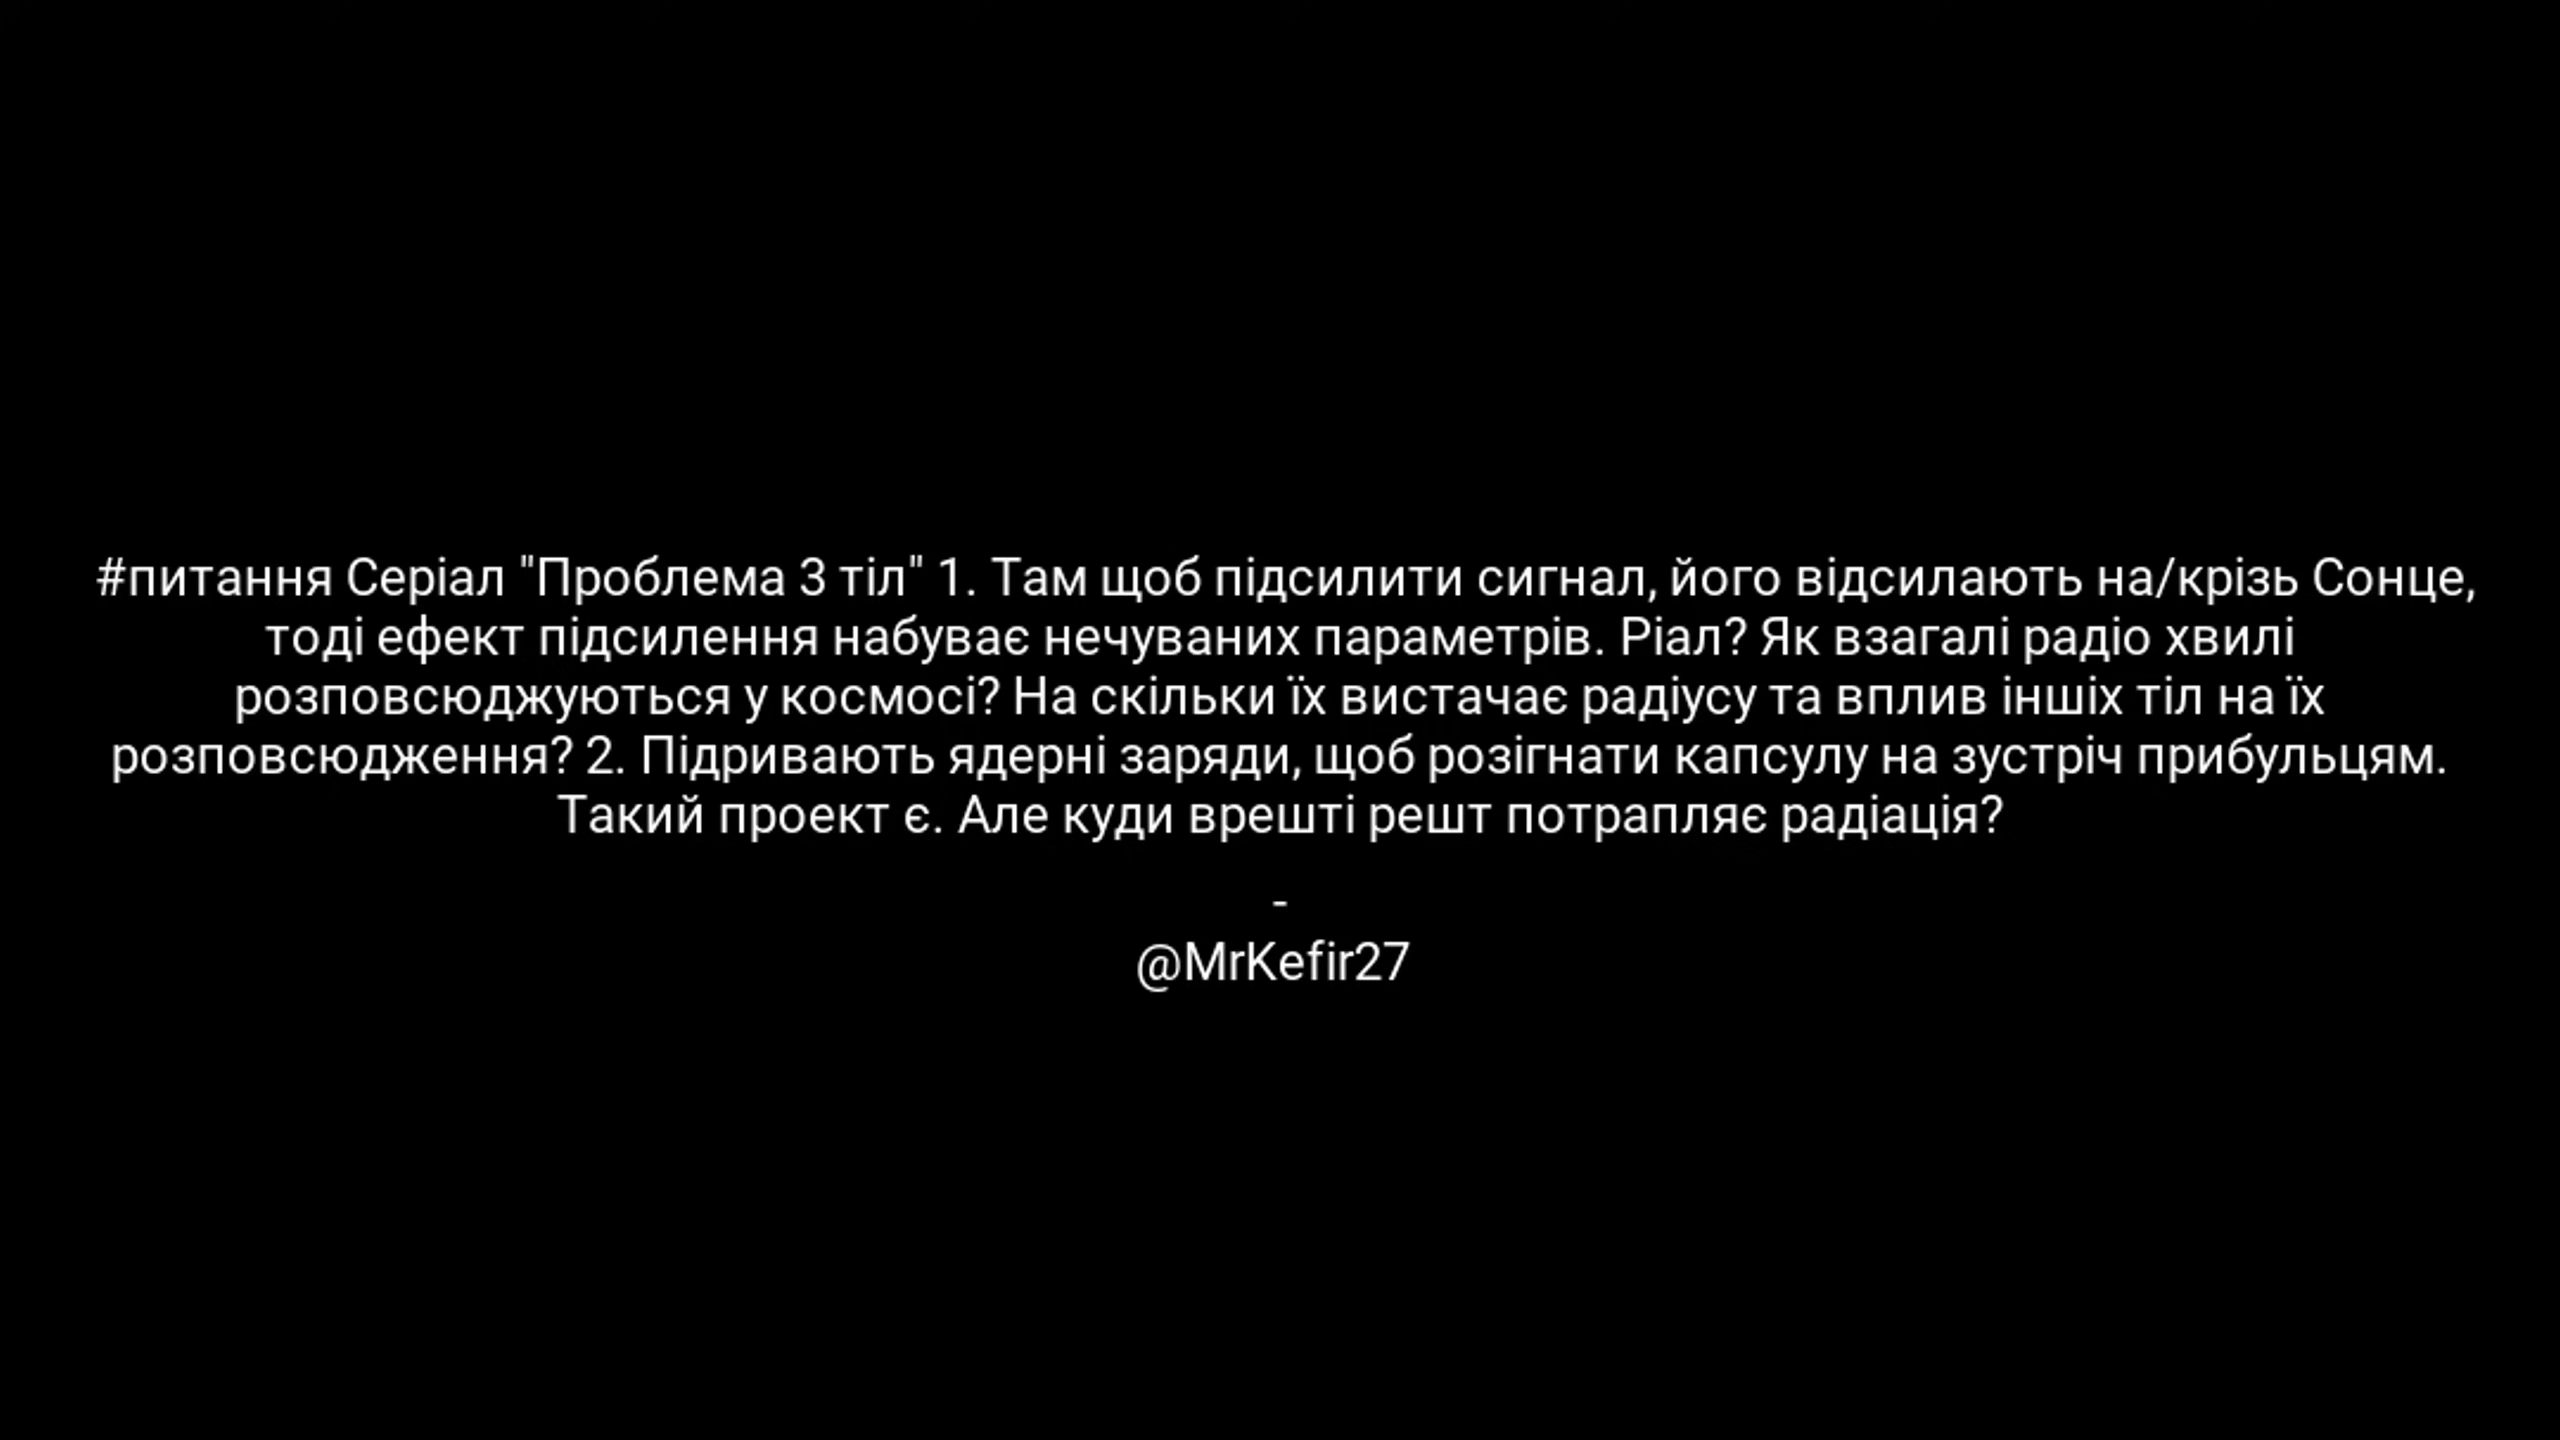 #питання Серіал "Проблема 3 тіл" 1. Там щоб підсилити сигнал, його відсилають на/крізь Сонце,
тоді ефект підсилення набуває нечуваних параметрів. Ріал? Як взагалі радіо хвилі
розповсюджуються у космосі? На скільки їх вистачає радіусу та вплив іншіх тіл на їх
розповсюдження? 2. Підривають ядерні заряди, щоб розігнати капсулу на зустріч прибульцям.
Такий проект є. Але куди врешті решт потрапляє радіація?
-
@MrKefir27